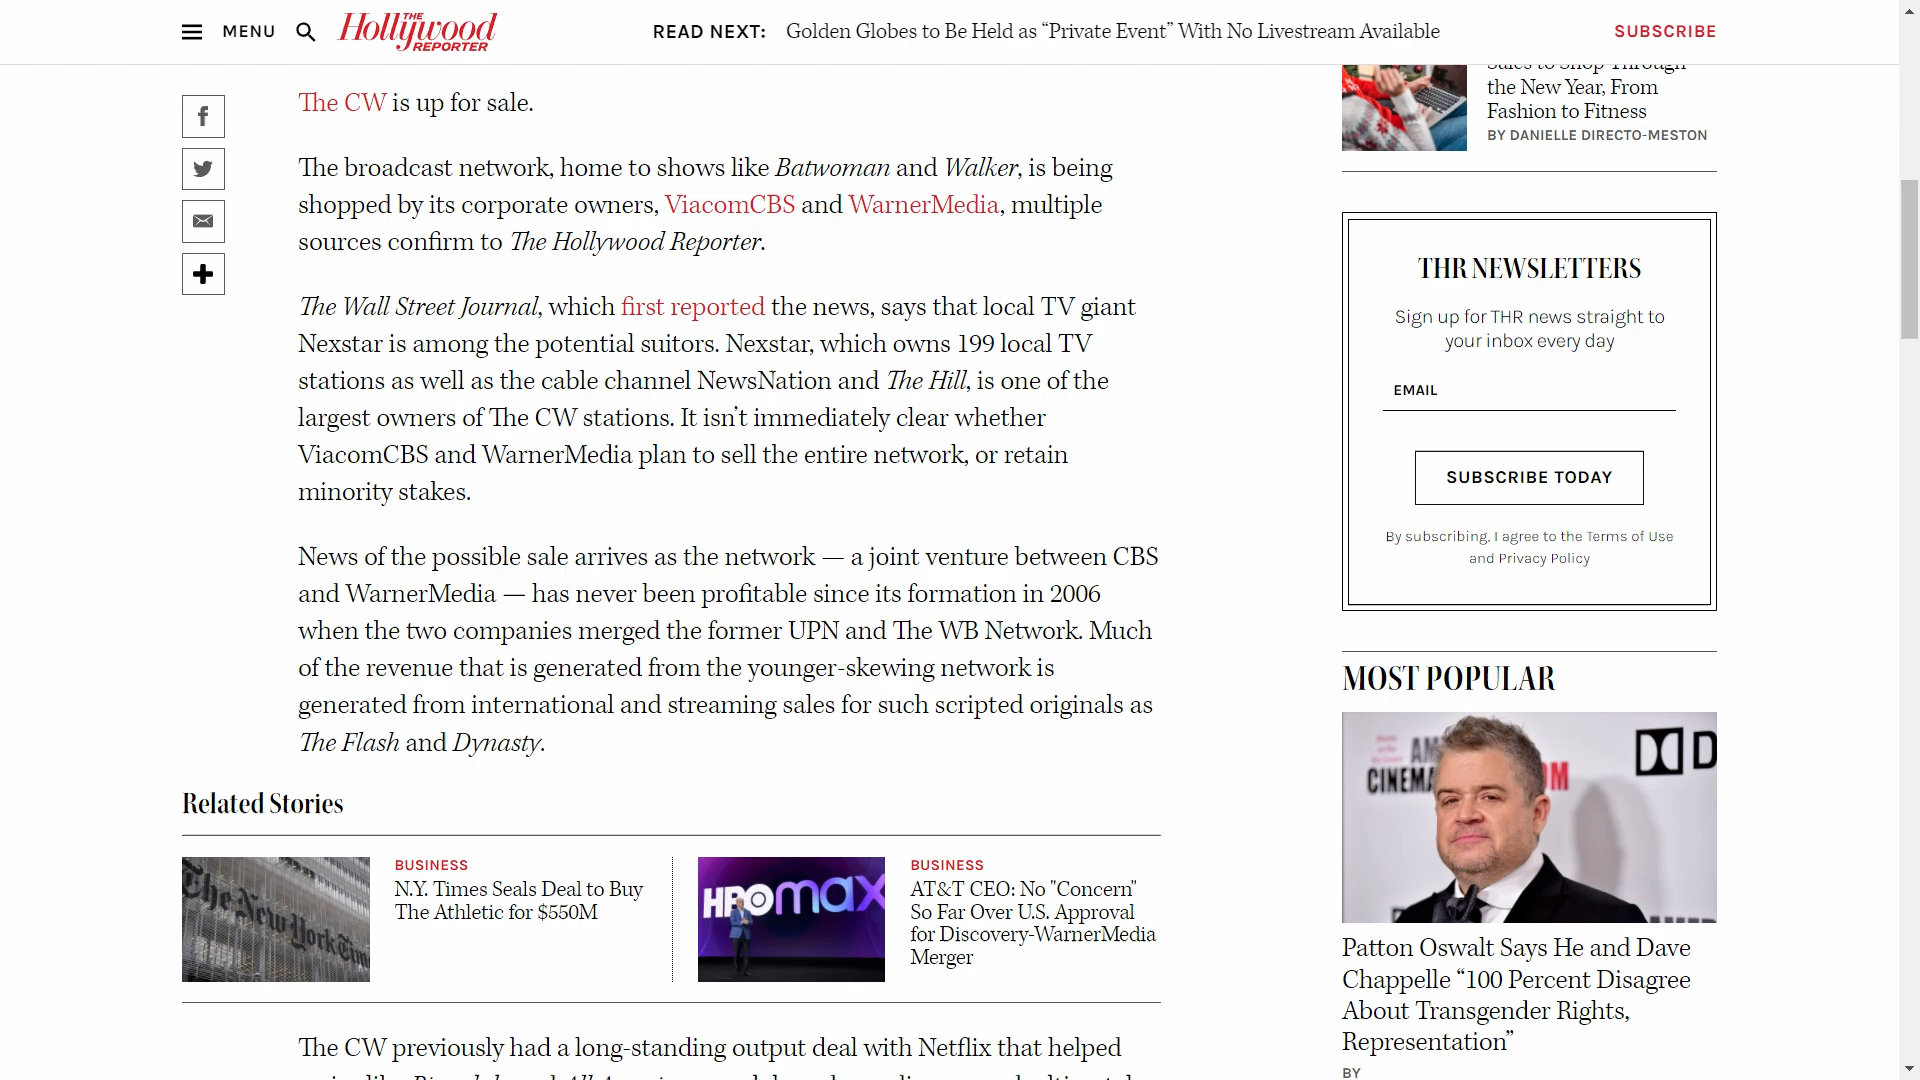 MENU
THE
Hollywood
REPORTER
READ NEXT: Golden Globes to Be Held as “Private Event” With No Livestream Available
SUBSCRIBE
The CW is up for sale.
The broadcast network, home to shows like Batwoman and Walker, is being
shopped by its corporate owners, ViacomCBS and WarnerMedia, multiple
sources confirm to The Hollywood Reporter.
The Wall Street Journal, which first reported the news, says that local TV giant
Nexstar is among the potential suitors. Nexstar, which owns 199 local TV
stations as well as the cable channel NewsNation and The Hill, is one of the
largest owners of The CW stations. It isn’t immediately clear whether
ViacomCBS and WarnerMedia plan to sell the entire network, or retain
minority stakes.
News of the possible sale arrives as the network — a joint venture between CBS
and WarnerMedia — has never been profitable since its formation in 2006
when the two companies merged the former UPN and The WB Network. Much
of the revenue that is generated from the younger-skewing network is
generated from international and streaming sales for such scripted originals as
The Flash and Dynasty.
Related Stories
The New York
BUSINESS
N.Y. Times Seals Deal to Buy
The Athletic for $550M
HBOmax
BUSINESS
AT&T CEO: No "Concern"
So Far Over U.S. Approval
for Discovery-WarnerMedia
Merger
The CW previously had a long-standing output deal with Netflix that helped
Sales to Shop Through
the New Year, From
Fashion to Fitness
BY DANIELLE DIRECTO-MESTON
THR NEWSLETTERS
Sign up for THR news straight to
your inbox every day
EMAIL
SUBSCRIBE TODAY
By subscribing, I agree to the Terms of Use
and Privacy Policy
MOST POPULAR
D
Patton Oswalt Says He and Dave
Chappelle “100 Percent Disagree
About Transgender Rights,
Representation”
BY